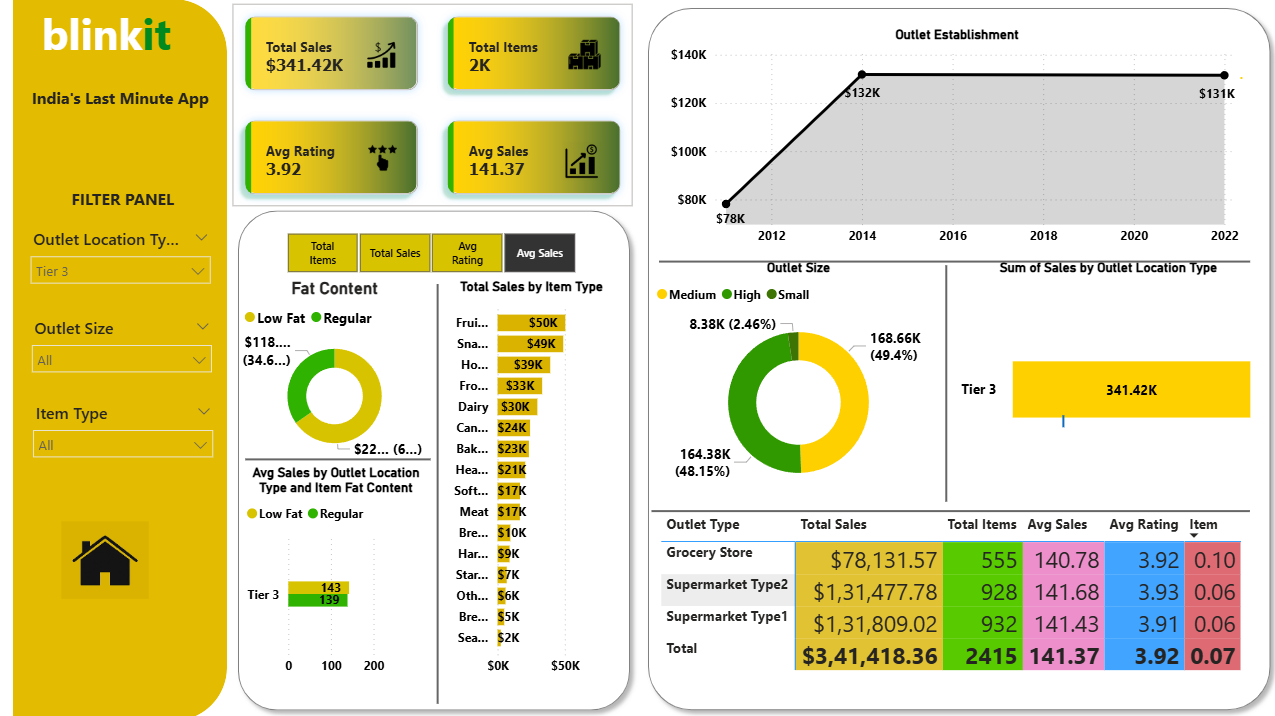 blinkit
India's Last Minute App
FILTER PANEL
Outlet Location Ty...
Tier 3
Outlet Size
All
Item Type
All
Total Sales
$341.42K
Total Items
2K
Avg Rating
3.92
Avg Sales
141.37
Total
Items
Total Sales
Avg
Rating
Avg Sales
Fat Content
Low Fat Regular
$118....
(34.6...)
$22... (6...)
Avg Sales by Outlet Location
Type and Item Fat Content
Low Fat Regular
Tier 3
143
139
0 100 200
Total Sales by Item Type
Frui... $50K
Sna... $49K
Ho... $39K
Fro... $33K
Dairy $30K
Can... $24K
Bak... $23K
Hea... $21K
Soft... $17K
Meat $17K
Bre... $10K
Har... $9K
Star... $7K
Oth... $6K
Bre... $5K
Sea... $2K
$0K $50K
Outlet Establishment
$140K
$120K
$100K
$80K
$78K
$132K
$131K
2012 2014 2016 2018 2020 2022
Outlet Size
Medium High Small
8.38K (2.46%)
168.66K
(49.4%)
164.38K
(48.15%)
Sum of Sales by Outlet Location Type
Tier 3 341.42K
Outlet Type Total Sales Total Items Avg Sales Avg Rating Item
Grocery Store $78,131.57 555 140.78 3.92 0.10
Supermarket Type2 $1,31,477.78 928 141.68 3.93 0.06
Supermarket Type1 $1,31,809.02 932 141.43 3.91 0.06
Total $3,41,418.36 2415 141.37 3.92 0.07